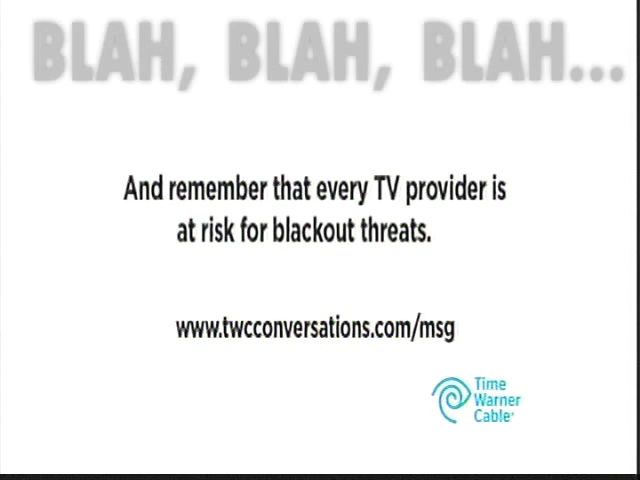 BLAH, BLAH, BLAH...
And remember that every TV provider is
at risk for blackout threats.
www.twcconversations.com/msg
Time
Warner
Cable